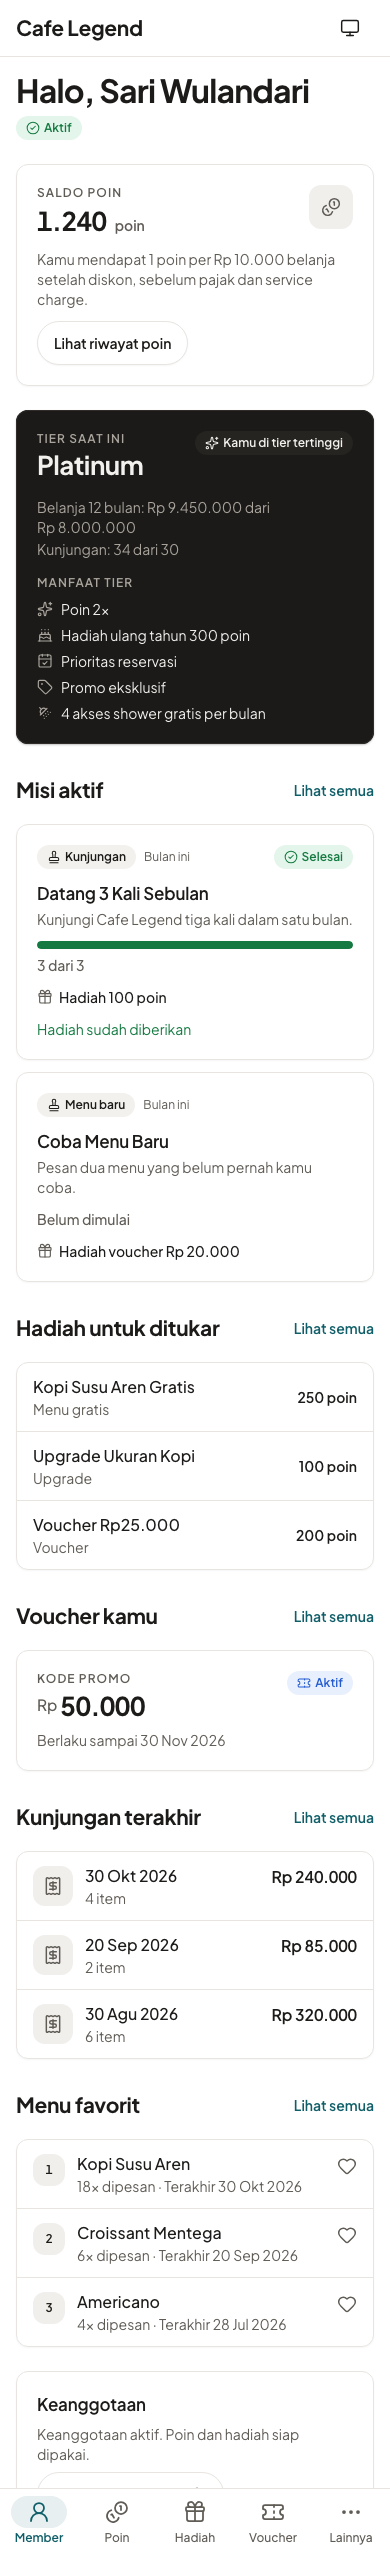 Cafe Legend
Halo, Sari Wulandari
Aktif
SALDO POIN
1.240 poin
Kamu mendapat 1 poin per Rp 10.000 belanja
setelah diskon, sebelum pajak dan service
charge.
Lihat riwayat poin
TIER SAAT INI
Kamu di tier tertinggi
Platinum
Belanja 12 bulan: Rp 9.450.000 dari
Rp 8.000.000
Kunjungan: 34 dari 30
MANFAAT TIER
Poin 2×
Hadiah ulang tahun 300 poin
Prioritas reservasi
Promo eksklusif
4 akses shower gratis per bulan
Misi aktif
Lihat semua
Kunjungan
Bulan ini
Selesai
Datang 3 Kali Sebulan
Kunjungi Cafe Legend tiga kali dalam satu bulan.
3 dari 3
Hadiah 100 poin
Hadiah sudah diberikan
Menu baru
Bulan ini
Coba Menu Baru
Pesan dua menu yang belum pernah kamu
coba.
Belum dimulai
Hadiah voucher Rp 20.000
Hadiah untuk ditukar
Lihat semua
Kopi Susu Aren Gratis
Menu gratis
250 poin
Upgrade Ukuran Kopi
Upgrade
100 poin
Voucher Rp25.000
Voucher
200 poin
Voucher kamu
Lihat semua
KODE PROMO
Aktif
Rp 50.000
Berlaku sampai 30 Nov 2026
Kunjungan terakhir
Lihat semua
30 Okt 2026
4 item
Rp 240.000
20 Sep 2026
2 item
Rp 85.000
30 Agu 2026
6 item
Rp 320.000
Menu favorit
Lihat semua
1
Kopi Susu Aren
18× dipesan · Terakhir 30 Okt 2026
2
Croissant Mentega
6× dipesan · Terakhir 20 Sep 2026
3
Americano
4× dipesan · Terakhir 28 Jul 2026
Keanggotaan
Keanggotaan aktif. Poin dan hadiah siap
dipakai.
Member
Poin
Hadiah
Voucher
Lainnya